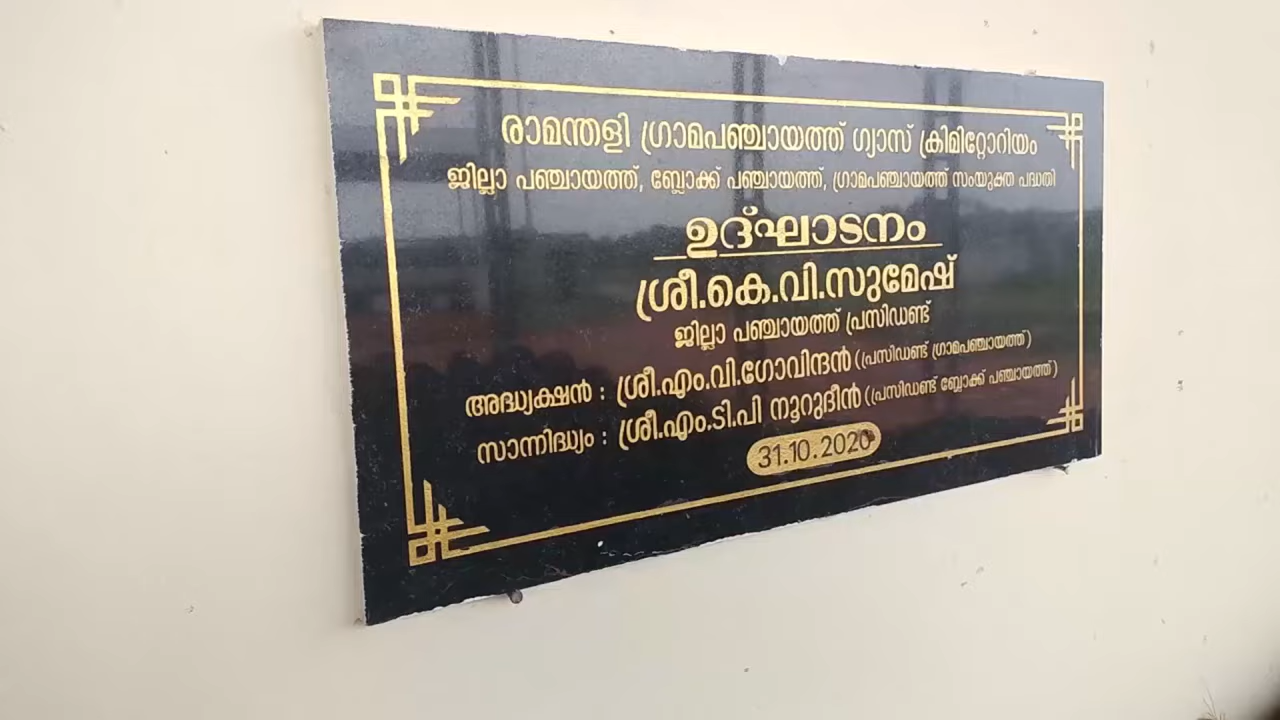 രാമന്തളി ഗ്രാമപഞ്ചായത്ത് ഗ്യാസ് ക്രിമിറ്റോറിയം
ജില്ലാ പഞ്ചായത്ത്, ബ്ലോക്ക് പഞ്ചായത്ത്, ഗ്രാമപഞ്ചായത്ത് സംയുക്ത പദ്ധതി
ഉദ്ഘാടനം
ശ്രീ.കെ.വി.സുമേഷ്
ജില്ലാ പഞ്ചായത്ത് പ്രസിഡണ്ട്
അദ്ധ്യക്ഷൻ : ശ്രീ.എം.വി.ഗോവിന്ദൻ (പ്രസിഡണ്ട് ഗ്രാമപഞ്ചായത്ത്)
സാന്നിദ്ധ്യം : ശ്രീ.എം.ടി.പി നൂറുദീൻ (പ്രസിഡണ്ട് ബ്ലോക്ക് പഞ്ചായത്ത്)
31.10.2020